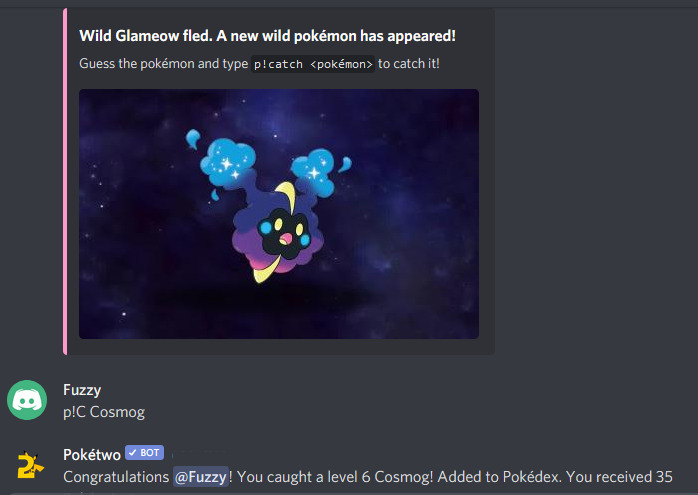 Wild Glameow fled. A new wild pokémon has appeared!
Guess the pokémon and type p!catch <pokémon> to catch it!
Fuzzy
p!C Cosmog
Pokétwo ✓ BOT
Congratulations @Fuzzy! You caught a level 6 Cosmog! Added to Pokédex. You received 35